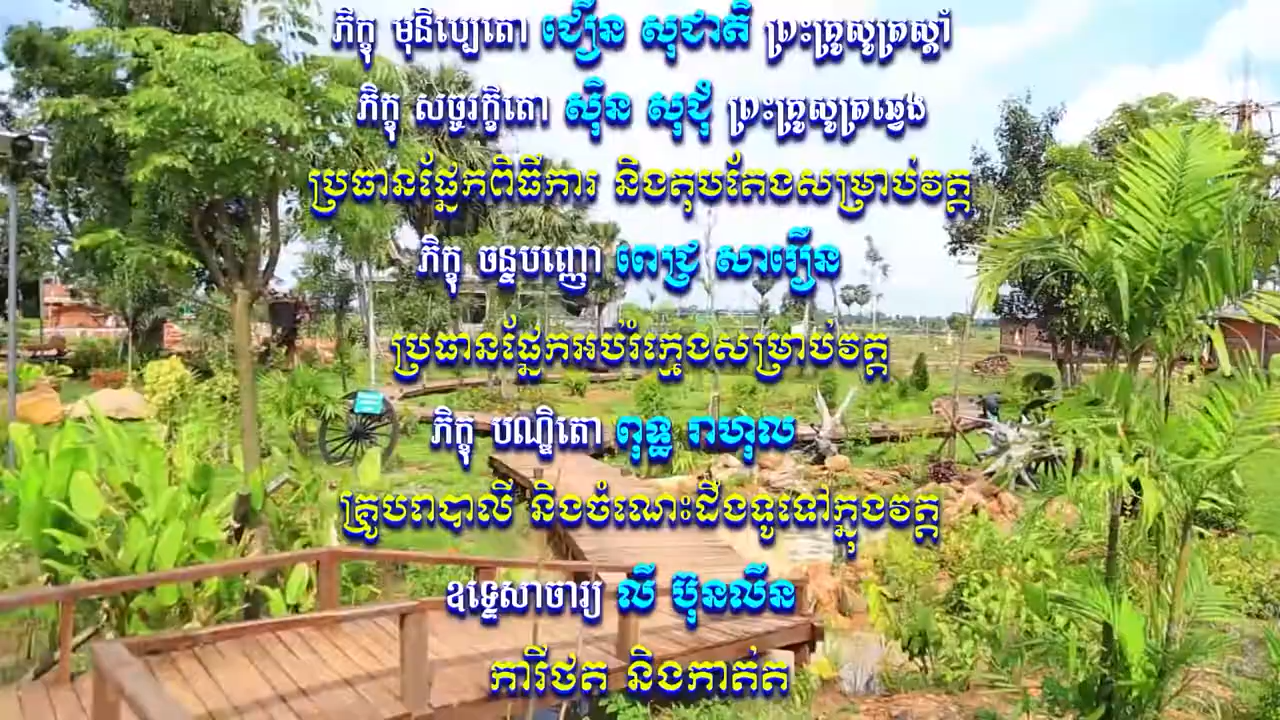 ភិក្ខុ មុនិប្បេតោ ជឿន សុជាតិ ព្រះគ្រូសូត្រស្តាំ
ភិក្ខុ សច្ចរក្ខិតោ ស៊ិន សុជុំ ព្រះគ្រូសូត្រឆ្វេង
ប្រធានផ្នែកពិធីការ និងតុបតែងសម្រាប់វត្ត
ភិក្ខុ ចន្ទបញ្ញោ ពេជ្រ សារឿន
ប្រធានផ្នែកអប់រំក្មេងសម្រាប់វត្ត
ភិក្ខុ បណ្ឌិតោ ពុទ្ធ រាហុល
គ្រូបរាបាលី និងចំណេះដឹងទូទៅក្នុងវត្ត
ឧទ្ទេសាចារ្យ លី ប៊ុនលីន
ការីថត និងកាត់ត